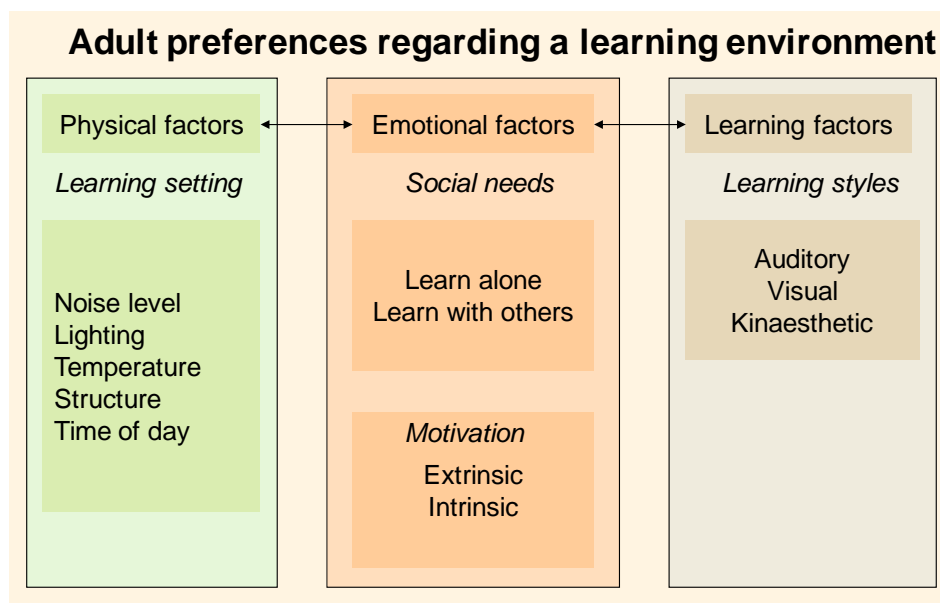 Adult preferences regarding a learning environment
Physical factors
Learning setting
Noise level
Lighting
Temperature
Structure
Time of day
Emotional factors
Social needs
Learn alone
Learn with others
Motivation
Extrinsic
Intrinsic
Learning factors
Learning styles
Auditory
Visual
Kinaesthetic